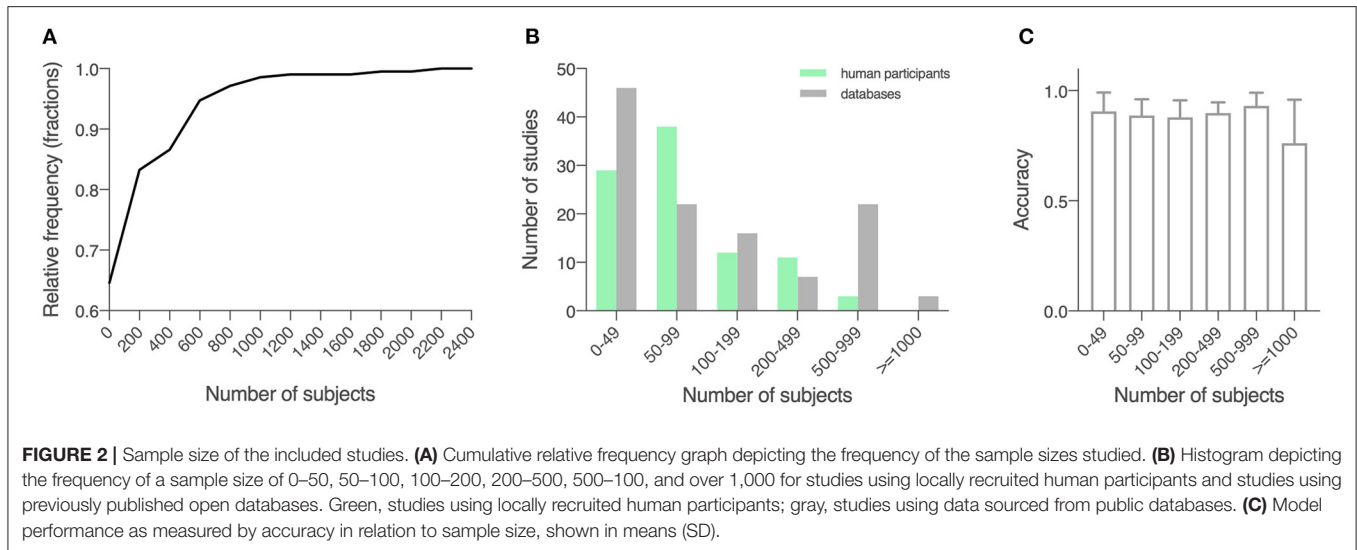 A
Relative frequency (fractions)
1.0
0.9
0.8
0.7
0.6
0
200
400
600
800
1000
1200
1400
1600
1800
2000
2200
2400
Number of subjects
B
Number of studies
50
40
30
20
10
0
human participants
databases
0-49
50-99
100-199
200-499
500-999
>=1000
Number of subjects
C
Accuracy
1.0
0.5
0.0
0-49
50-99
100-199
200-499
500-999
>=1000
Number of subjects
FIGURE 2 | Sample size of the included studies. (A) Cumulative relative frequency graph depicting the frequency of the sample sizes studied. (B) Histogram depicting
the frequency of a sample size of 0–50, 50–100, 100–200, 200–500, 500–100, and over 1,000 for studies using locally recruited human participants and studies using
previously published open databases. Green, studies using locally recruited human participants; gray, studies using data sourced from public databases. (C) Model
performance as measured by accuracy in relation to sample size, shown in means (SD).